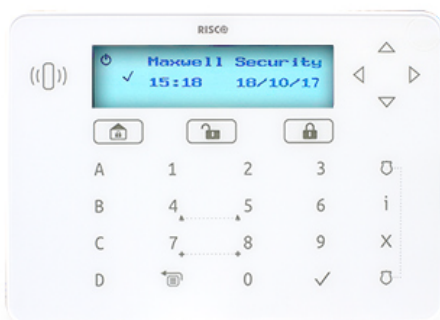 RISCO
Maxwell Security
15:18 18/10/17
A 1 2 3
B 4 5 6 i
C 7 8 9 X
D 0